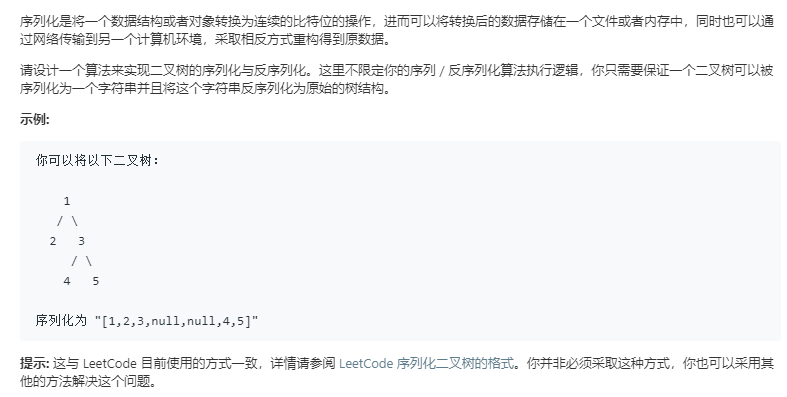 序列化是将一个数据结构或者对象转换为连续的比特位的操作，进而可以将转换后的数据存储在一个文件或者内存中，同时也可以通
过网络传输到另一个计算机环境，采取相反方式重构得到原数据。
请设计一个算法来实现二叉树的序列化与反序列化。这里不限定你的序列 / 反序列化算法执行逻辑，你只需要保证一个二叉树可以被
序列化为一个字符串并且将这个字符串反序列化为原始的树结构。
示例:
你可以将以下二叉树:
1
/ \
2 3
/ \
4 5
序列化为 "[1,2,3,null,null,4,5]"
提示: 这与 LeetCode 目前使用的方式一致，详情请参阅 LeetCode 序列化二叉树的格式。你并非必须采取这种方式，你也可以采用其
他的方法解决这个问题。